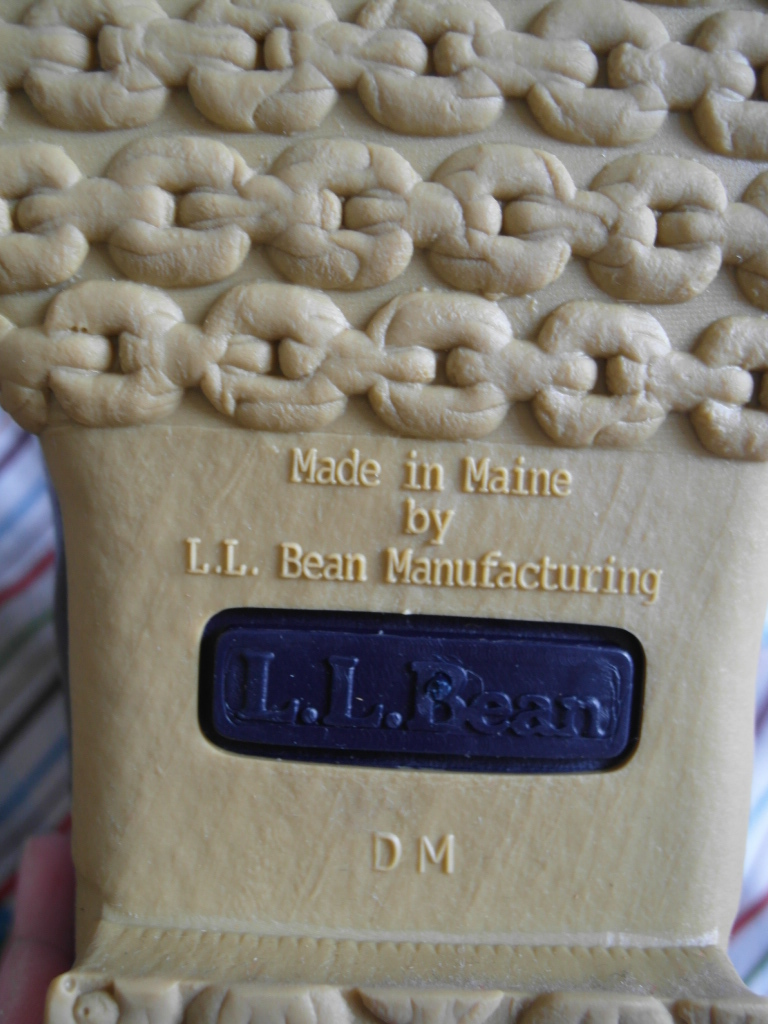 Made in Maine
by
L.L. Bean Manufacturing
L.L.Bean
DM